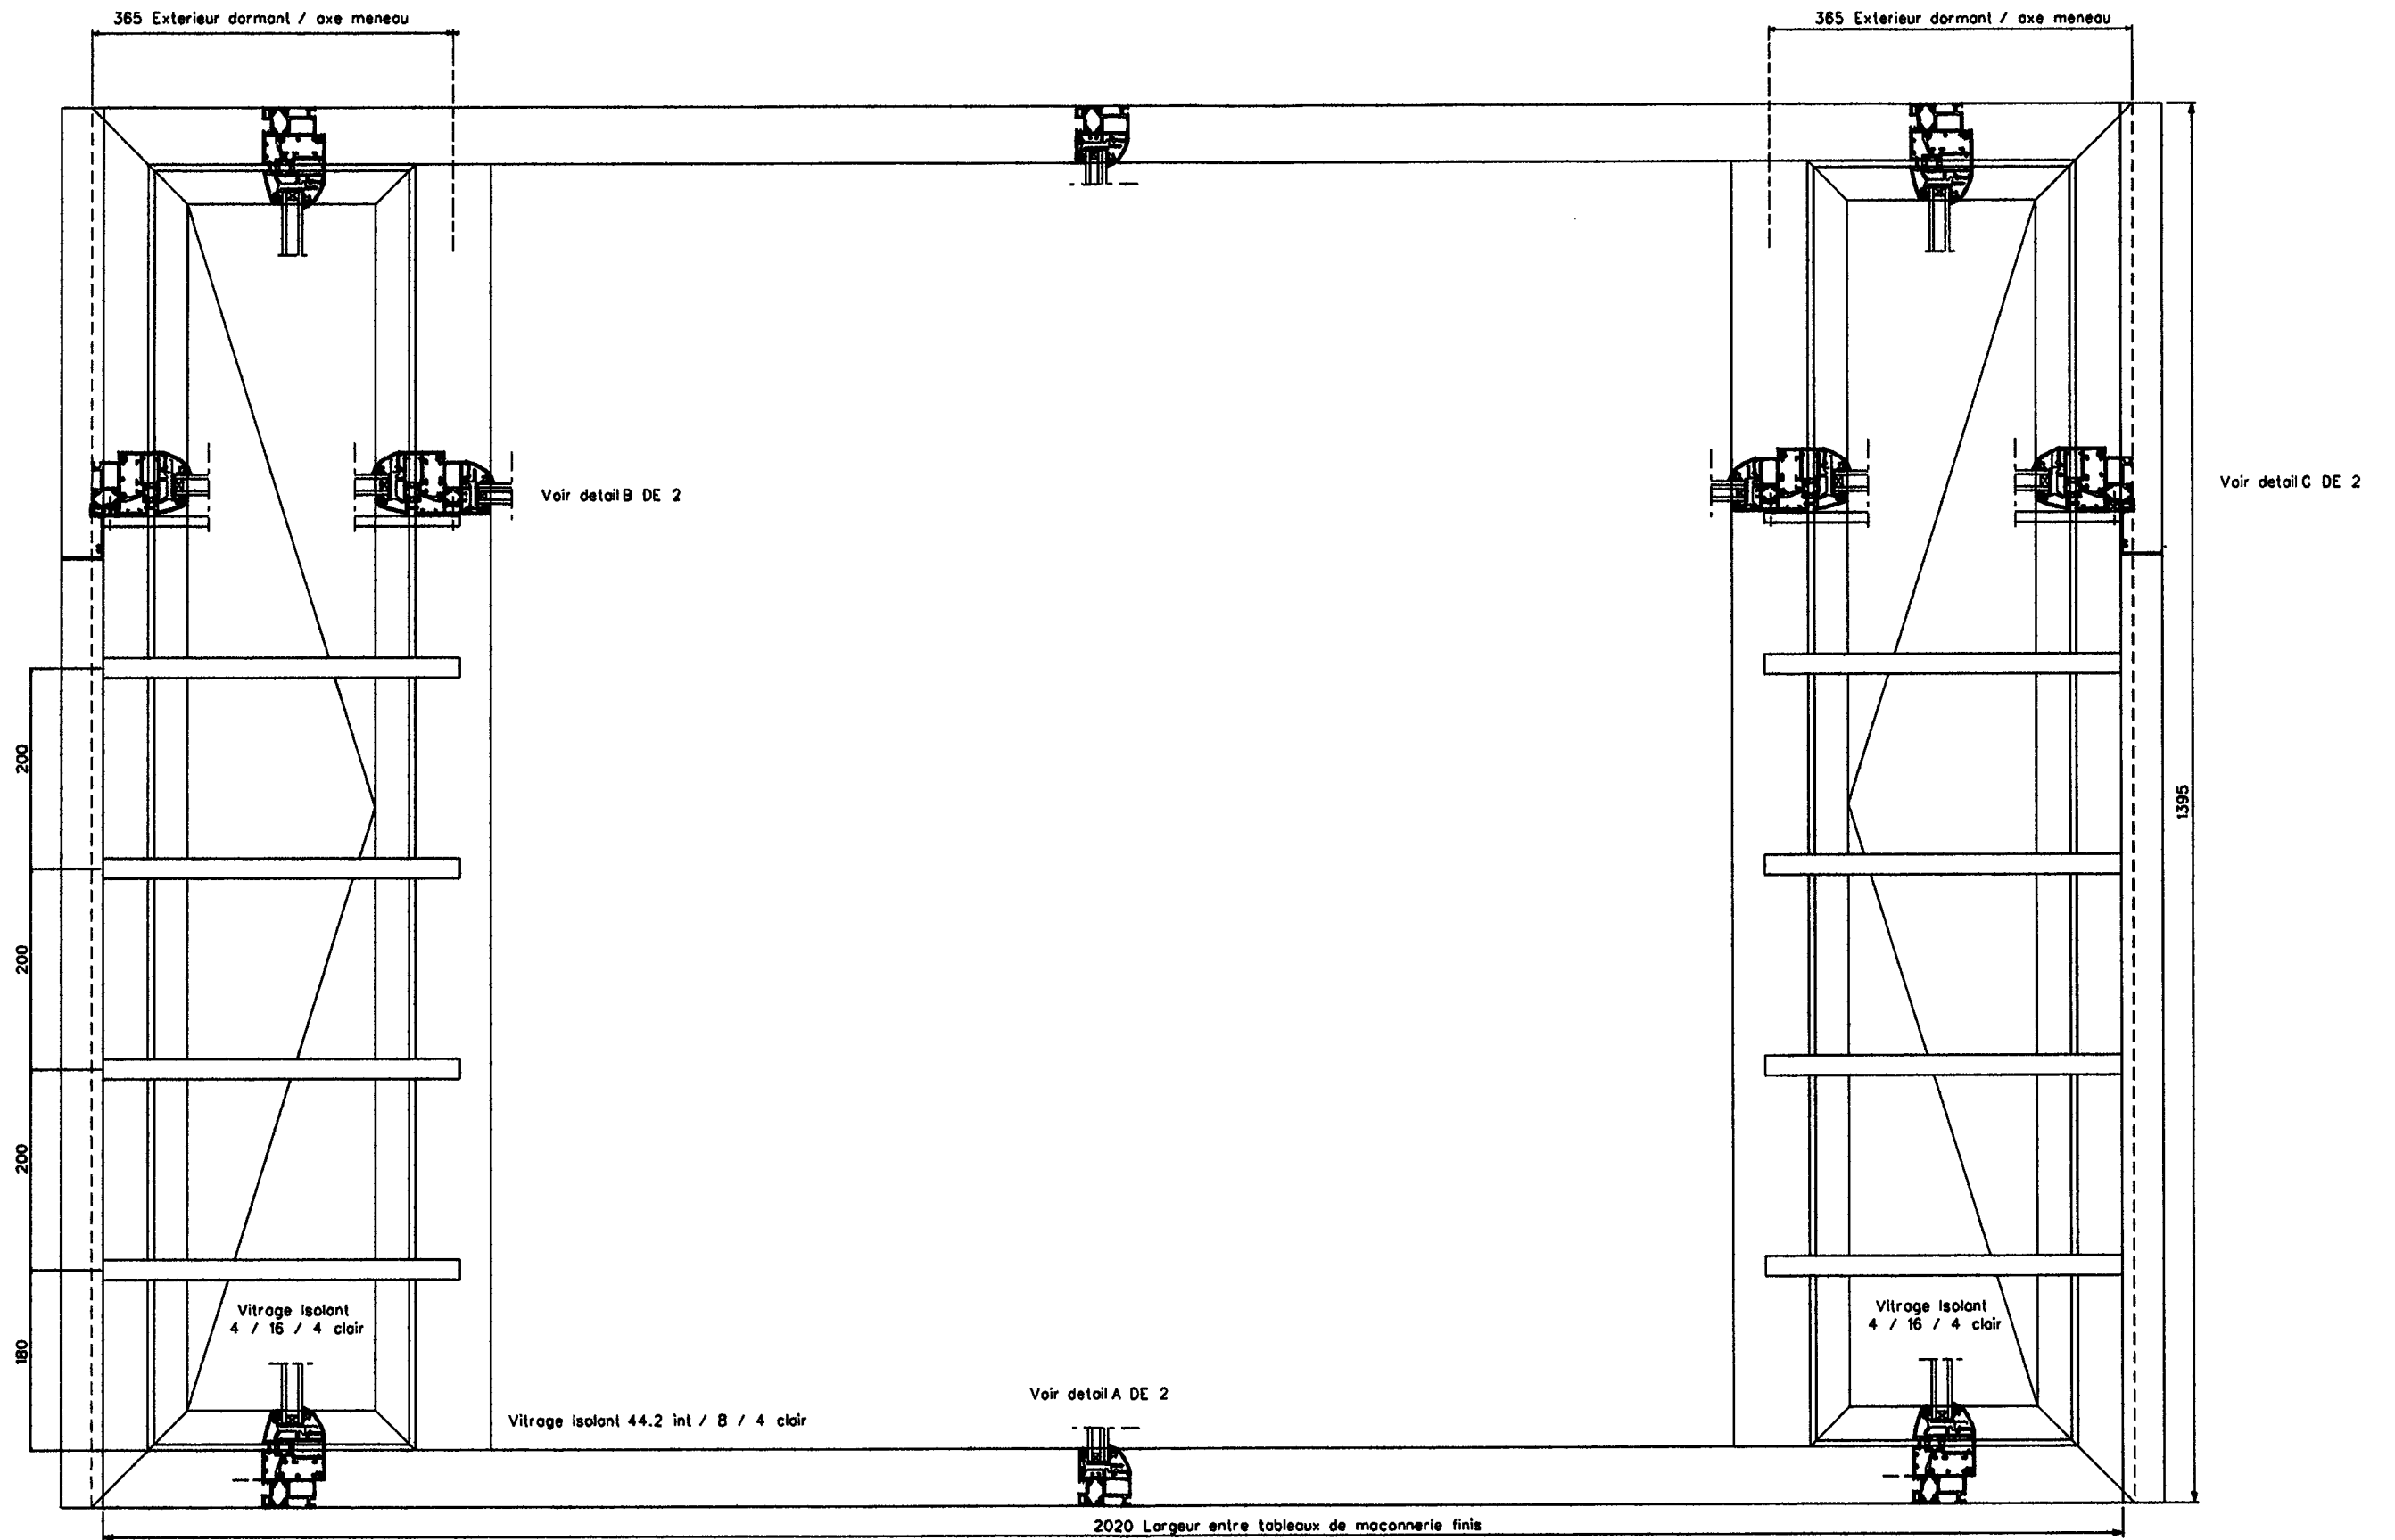 365 Exterieur dormant / axe meneau
365 Exterieur dormant / axe meneau
Voir detail B DE 2
Voir detail C DE 2
200
1395
200
200
Vitrage Isolant
4 / 16 / 4 clair
Vitrage Isolant
4 / 16 / 4 clair
180
Voir detail A DE 2
Vitrage Isolant 44.2 int / 8 / 4 clair
2020 Largeur entre tableaux de maconnerie finis